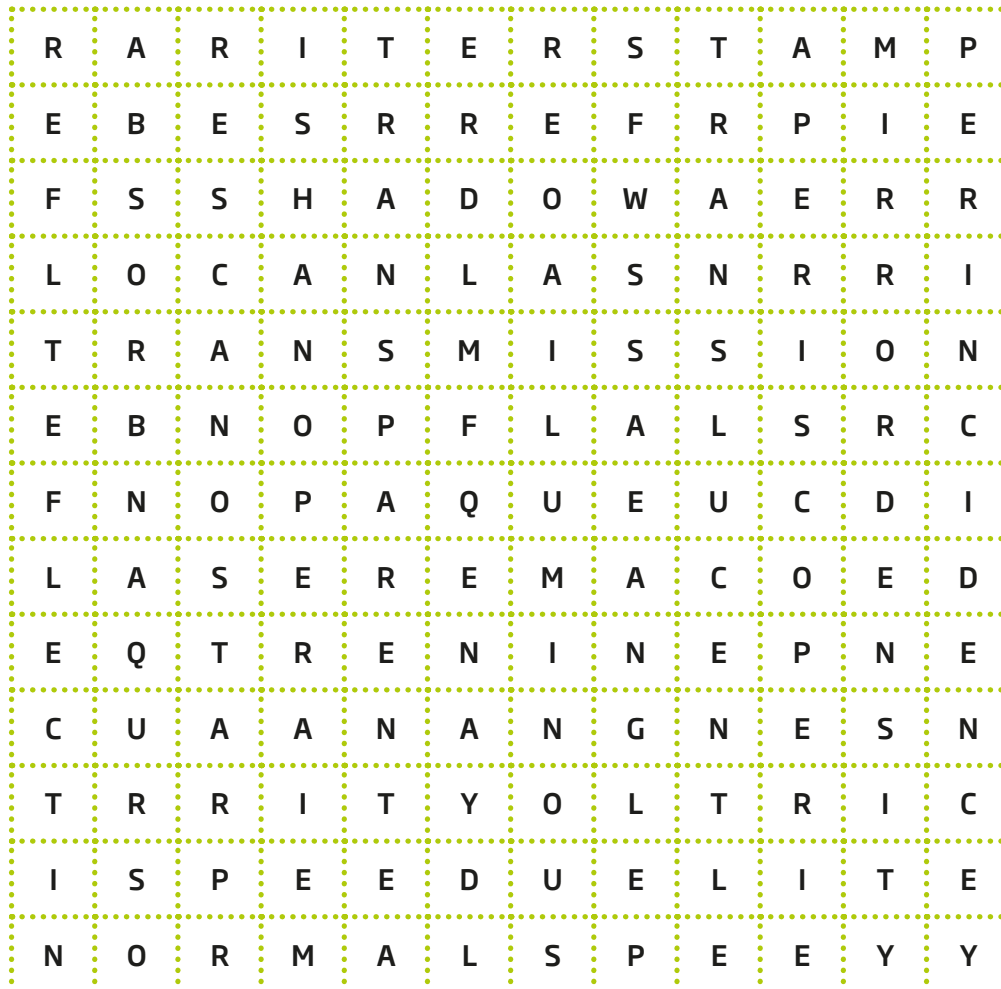 R A R I T E R S T A M P
E B E S R R E F R P I E
F S S H A D O W A E R R
L O C A N L A S N R R I
T R A N S M I S S I O N
E B N O P F L A L S R C
F N O P A Q U E U C D I
L A S E R E M A C O E D
E Q T R E N I N E P N E
C U A A N A N G N E S N
T R R I T Y O L T R I C
I S P E E D U E L I T E
N O R M A L S P E E Y Y